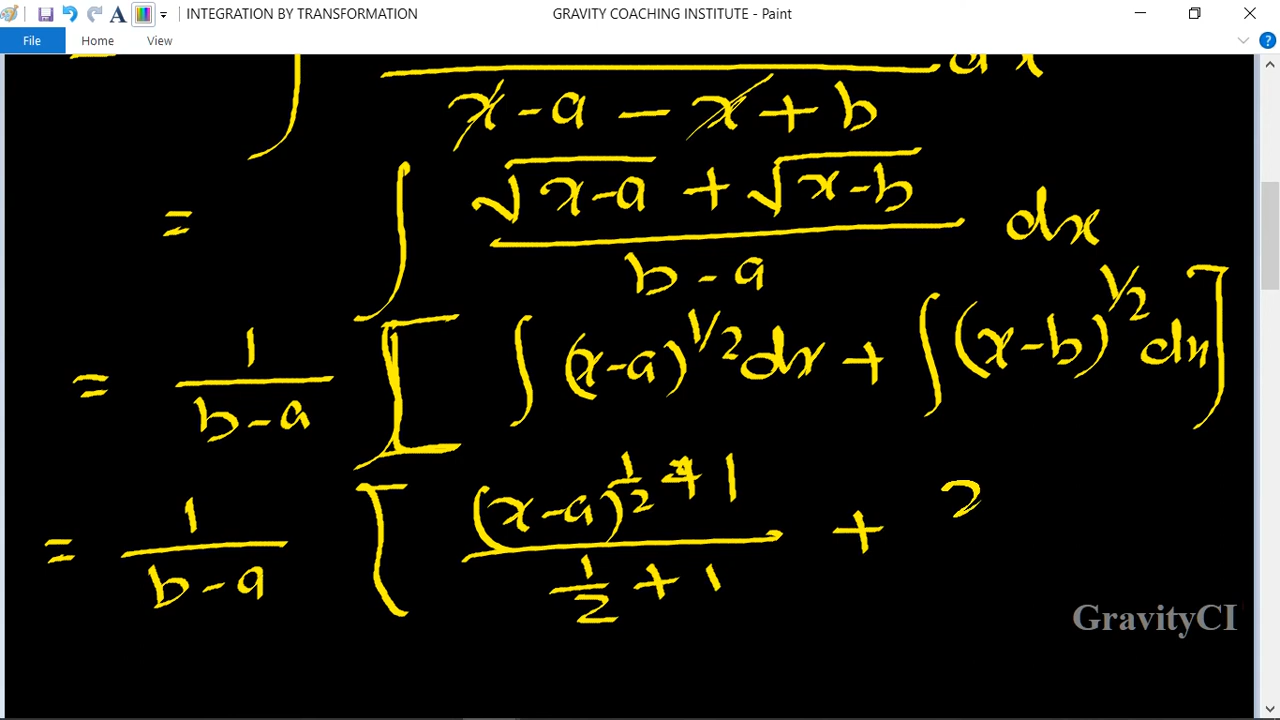 INTEGRATION BY TRANSFORMATION GRAVITY COACHING INSTITUTE - Paint
File Home View
dx
x - a - x + b
= ∫ (√(x-a) + √(x-b)) / (b - a) dx
= 1/(b-a) [ ∫ (x-a)^1/2 dx + ∫ (x-b)^1/2 dx ]
= 1/(b-a) [ (x-a)^(1/2 + 1) / (1/2 + 1) +
GravityCI